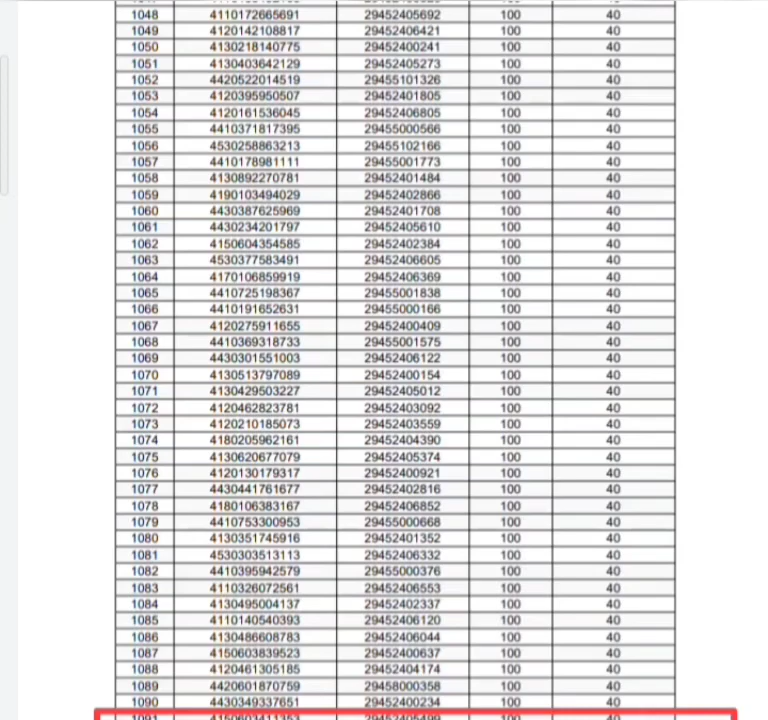 1048 4110172665691 29452405692 100 40
1049 4120142108817 29452406421 100 40
1050 4130218140775 29452400241 100 40
1051 4130403642129 29452405273 100 40
1052 4420522014519 29455101326 100 40
1053 4120395950507 29452401805 100 40
1054 4120161536045 29452406805 100 40
1055 4410371817395 29455000566 100 40
1056 4530258863213 29455102166 100 40
1057 4410178981111 29455001773 100 40
1058 4130892270781 29452401484 100 40
1059 4190103494029 29452402866 100 40
1060 4430387625969 29452401708 100 40
1061 4430234201797 29452405610 100 40
1062 4150604354585 29452402384 100 40
1063 4530377583491 29452406605 100 40
1064 4170106859919 29452406369 100 40
1065 4410725198367 29455001838 100 40
1066 4410191652631 29455000166 100 40
1067 4120275911655 29452400409 100 40
1068 4410369318733 29455001575 100 40
1069 4430301551003 29452406122 100 40
1070 4130513797089 29452400154 100 40
1071 4130429503227 29452405012 100 40
1072 4120462823781 29452403092 100 40
1073 4120210185073 29452403559 100 40
1074 4180205962161 29452404390 100 40
1075 4130620677079 29452405374 100 40
1076 4120130179317 29452400921 100 40
1077 4430441761677 29452402816 100 40
1078 4180106383167 29452406852 100 40
1079 4410753300953 29455000668 100 40
1080 4130351745916 29452401352 100 40
1081 4530303513113 29452406332 100 40
1082 4410395942579 29455000376 100 40
1083 4110326072561 29452406553 100 40
1084 4130495004137 29452402337 100 40
1085 4110140540393 29452406120 100 40
1086 4130486608783 29452406044 100 40
1087 4150603839523 29452400637 100 40
1088 4120461305185 29452404174 100 40
1089 4420601870759 29458000358 100 40
1090 4430349337651 29452400234 100 40